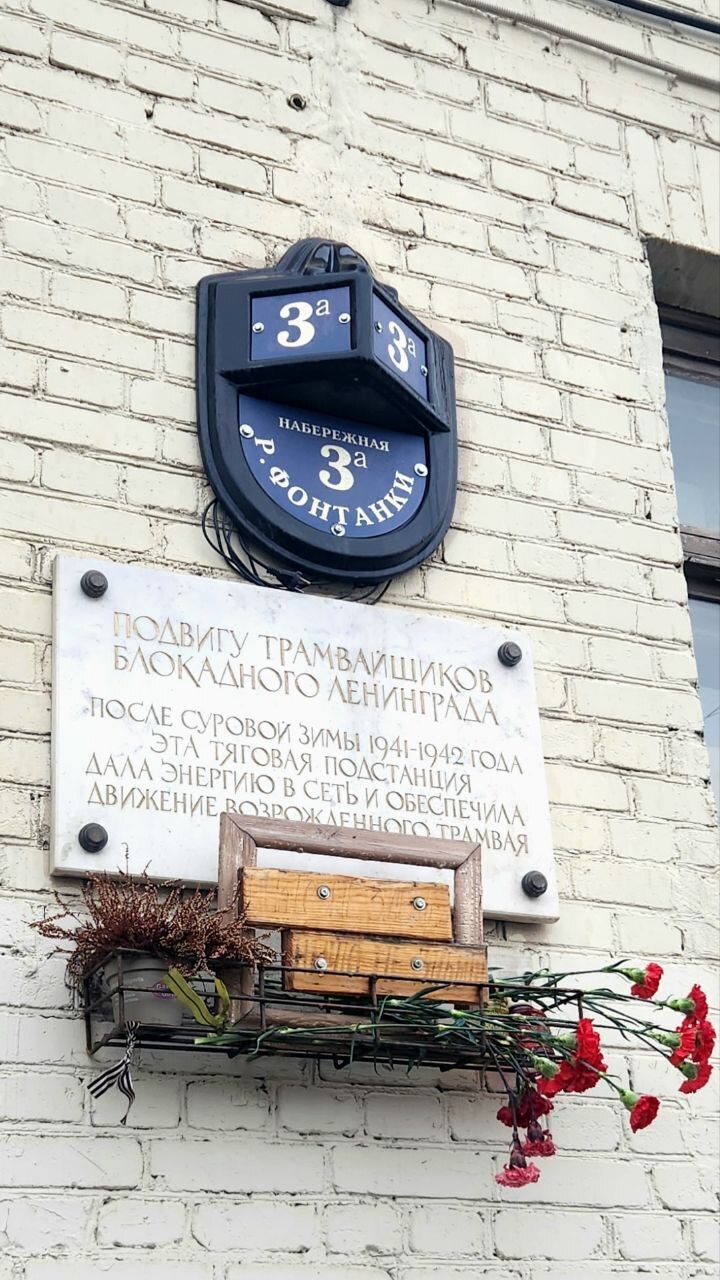 3а
3а
НАБЕРЕЖНАЯ
3а
Р. ФОНТАНКИ
ПОДВИГУ ТРАМВАЙЩИКОВ
БЛОКАДНОГО ЛЕНИНГРАДА
ПОСЛЕ СУРОВОЙ ЗИМЫ 1941-1942 ГОДА
ЭТА ТЯГОВАЯ ПОДСТАНЦИЯ
ДАЛА ЭНЕРГИЮ В СЕТЬ И ОБЕСПЕЧИЛА
ДВИЖЕНИЕ ВОЗРОЖДЕННОГО ТРАМВАЯ